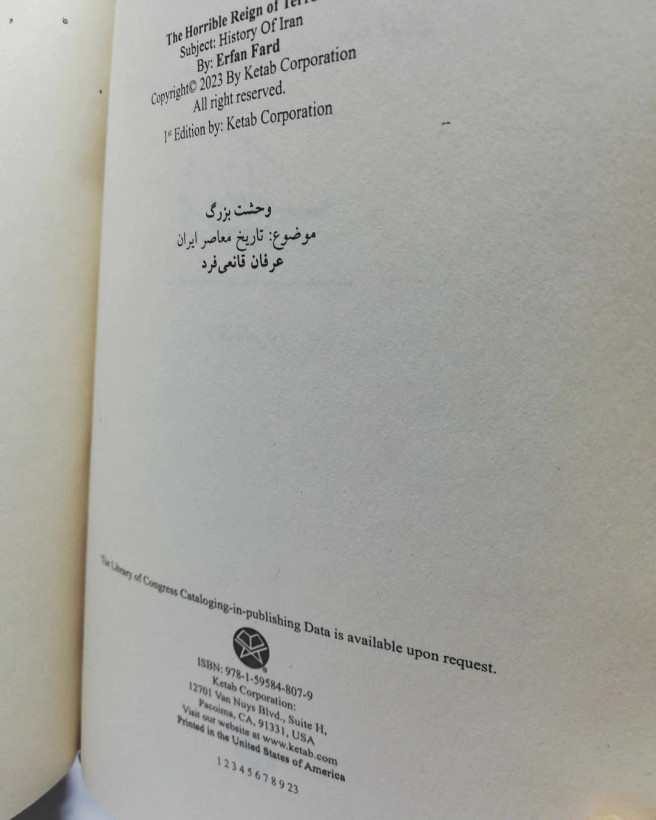 The Horrible Reign of
Subject: History Of Iran
By: Erfan Fard
Copyright© 2023 By Ketab Corporation
All right reserved.
1st Edition by: Ketab Corporation
وحشت بزرگ
موضوع: تاریخ معاصر ایران
عرفان قانعی‌فرد
The Library of Congress Cataloging-in-publishing Data is available upon request.
ISBN: 978-1-59584-807-9
Ketab Corporation:
12701 Van Nuys Blvd., Suite H,
Pacoima, CA, 91331, USA
Visit our website at www.ketab.com
Printed in the United States of America
1 2 3 4 5 6 7 8 9 23